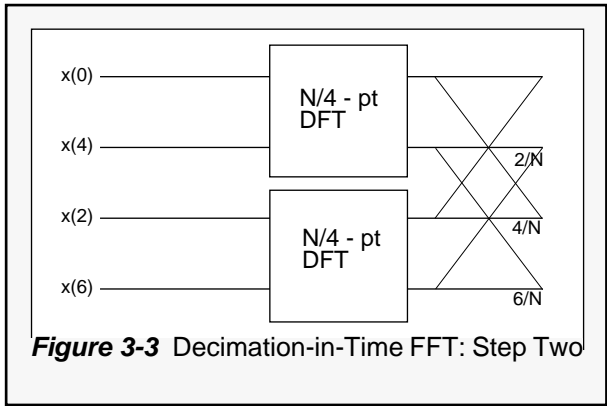 x(0)
N/4 - pt
DFT
x(4)
2/N
x(2)
4/N
N/4 - pt
DFT
x(6)
6/N
Figure 3-3 Decimation-in-Time FFT: Step Two